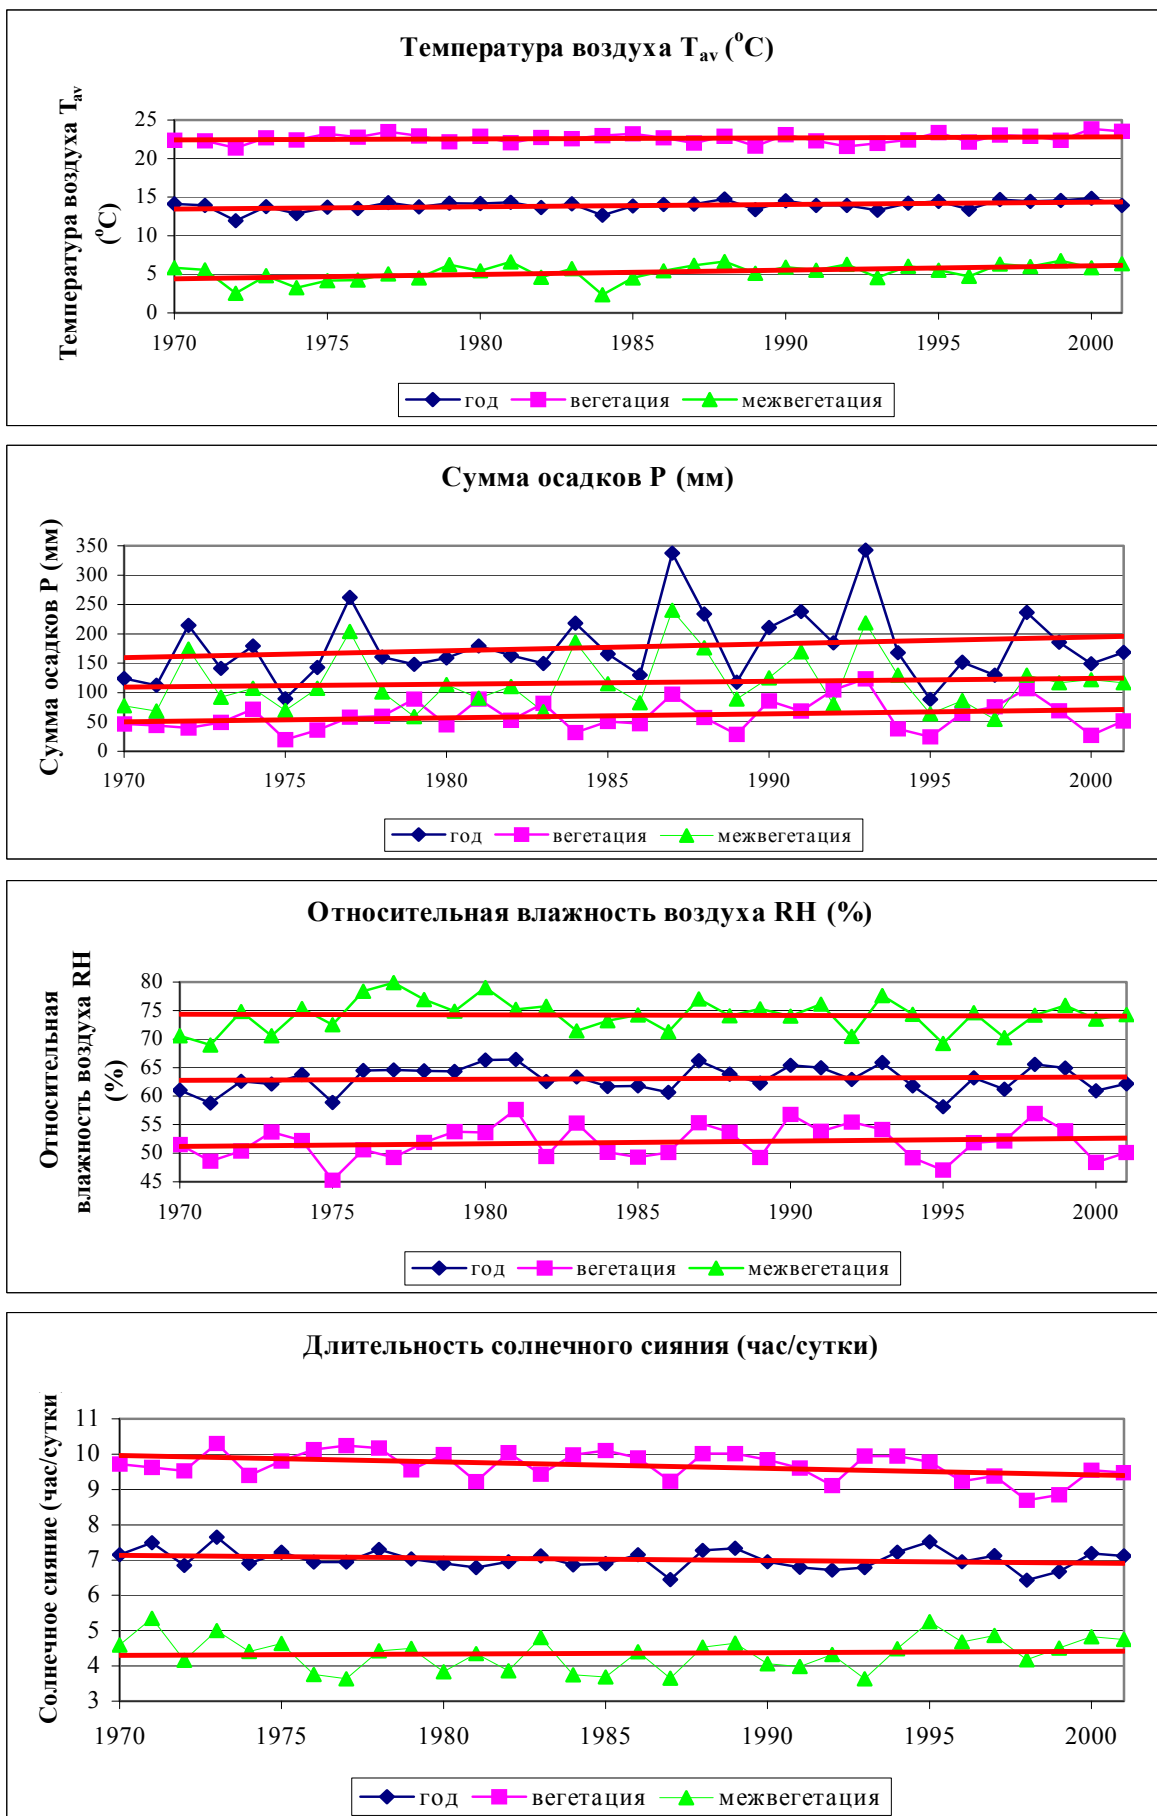 Температура воздуха Tav (oC)
Температура воздуха Tav
(oC)
25
20
15
10
5
0
1970 1975 1980 1985 1990 1995 2000
год вегетация межвегетация
Сумма осадков P (мм)
Сумма осадков P (мм)
350
300
250
200
150
100
50
0
1970 1975 1980 1985 1990 1995 2000
год вегетация межвегетация
Относительная влажность воздуха RH (%)
Относительная
влажность воздуха RH
(%)
80
75
70
65
60
55
50
45
1970 1975 1980 1985 1990 1995 2000
год вегетация межвегетация
Длительность солнечного сияния (час/сутки)
Солнечное сияние (час/сутки
11
10
9
8
7
6
5
4
3
1970 1975 1980 1985 1990 1995 2000
год вегетация межвегетация